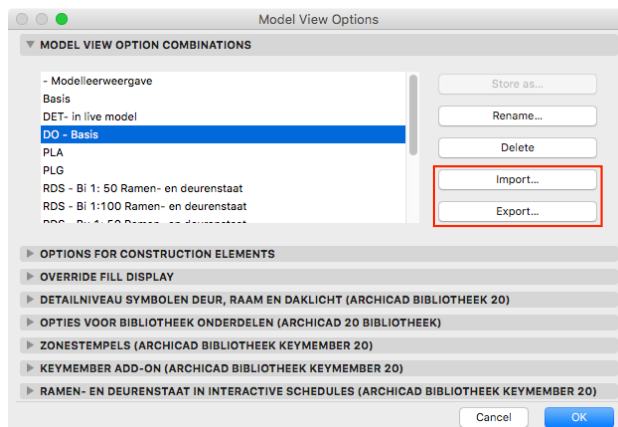 Model View Options
MODEL VIEW OPTION COMBINATIONS
- Modelleerweergave
Basis
DET- in live model
DO - Basis
PLA
PLG
RDS - Bi 1: 50 Ramen- en deurenstaat
RDS - Bi 1:100 Ramen- en deurenstaat
Store as...
Rename...
Delete
Import...
Export...
OPTIONS FOR CONSTRUCTION ELEMENTS
OVERRIDE FILL DISPLAY
DETAILNIVEAU SYMBOLEN DEUR, RAAM EN DAKLICHT (ARCHICAD BIBLIOTHEEK 20)
OPTIES VOOR BIBLIOTHEEK ONDERDELEN (ARCHICAD 20 BIBLIOTHEEK)
ZONESTEMPELS (ARCHICAD BIBLIOTHEEK KEYMEMBER 20)
KEYMEMBER ADD-ON (ARCHICAD BIBLIOTHEEK KEYMEMBER 20)
RAMEN- EN DEURENSTAAT IN INTERACTIVE SCHEDULES (ARCHICAD BIBLIOTHEEK KEYMEMBER 20)
Cancel
OK